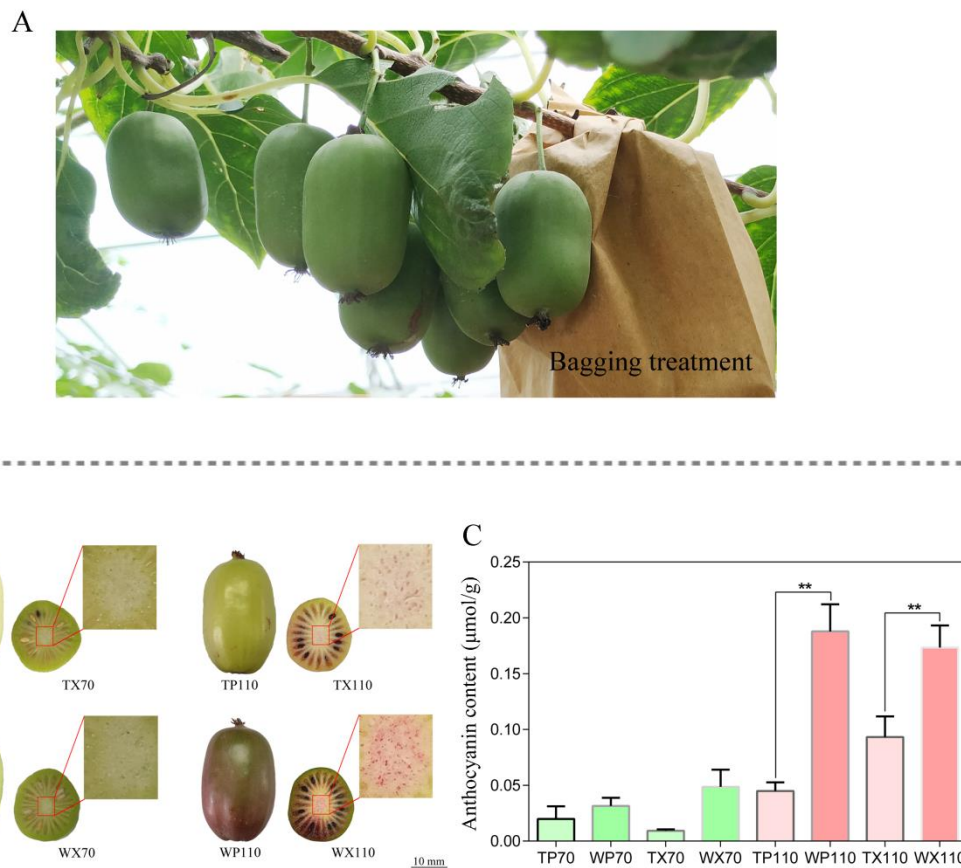 A
Bagging treatment
TX70
TP110
TX110
WX70
WP110
WX110
10 mm
C
Anthocyanin content (μmol/g)
0.25
0.20
0.15
0.10
0.05
0.00
**
**
TP70 WP70 TX70 WX70 TP110 WP110 TX110 WX110